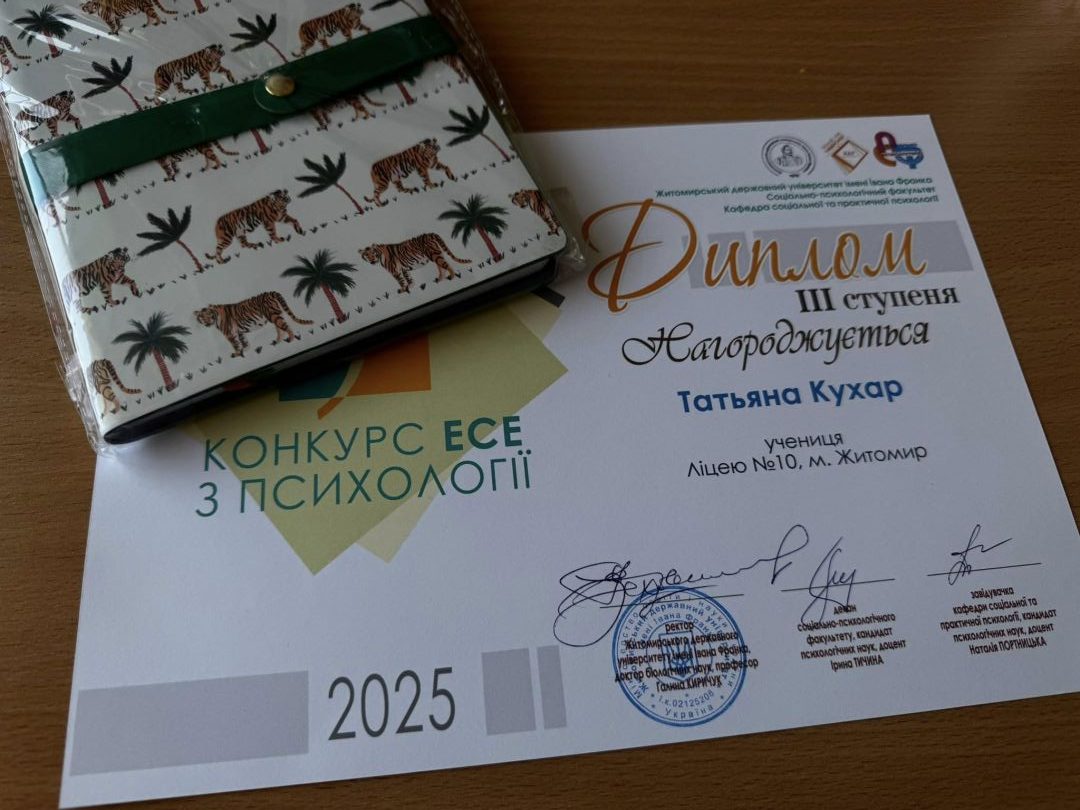 Житомирський державний університет імені Івана Франка
Соціально-психологічний факультет
Кафедра соціальної та практичної психології
Диплом
III ступеня
Нагороджується
Татьяна Кухар
учениця
Ліцею №10, м. Житомир
КОНКУРС ЕСЕ
З ПСИХОЛОГІЇ
ректор
Житомирського державного
університету імені Івана Франка,
доктор біологічних наук, професор
Галина КИРИЧУК
декан
соціально-психологічного
факультету, кандидат
психологічних наук, доцент
Ірина ТИЧИНА
завідувачка
кафедри соціальної та
практичної психології, кандидат
психологічних наук, доцент
Наталія ПОРТНИЦЬКА
і.к. 02125208
Україна
2025